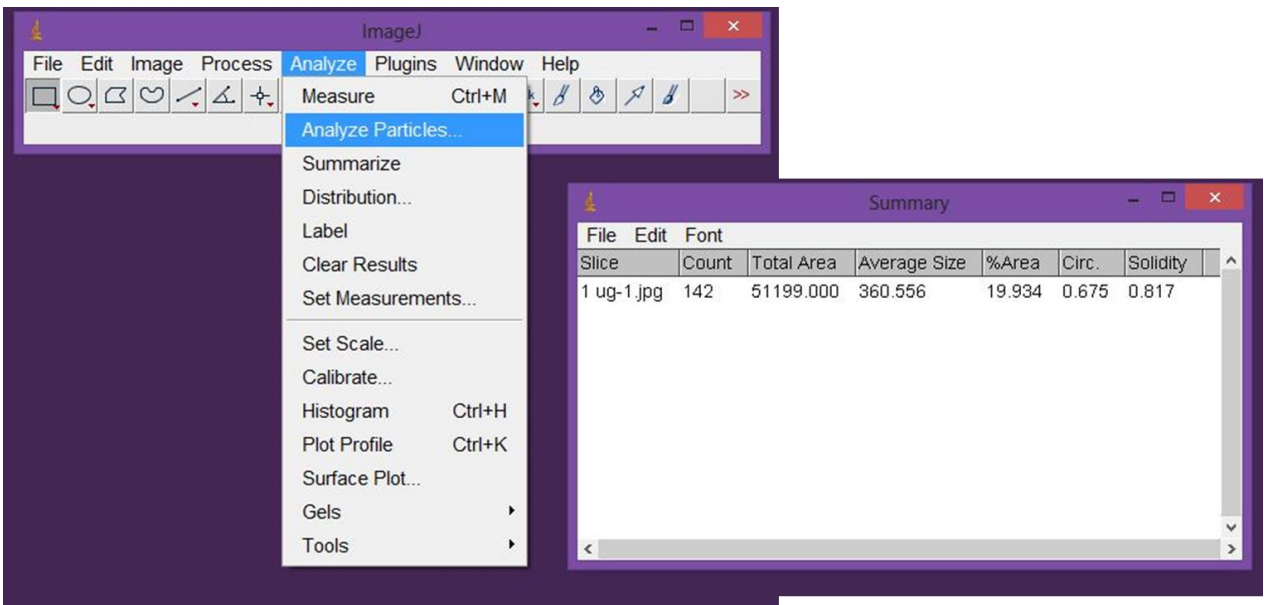 ImageJ
File Edit Image Process Analyze Plugins Window Help
Measure Ctrl+M
Analyze Particles...
Summarize
Distribution...
Label
Clear Results
Set Measurements...
Set Scale...
Calibrate...
Histogram Ctrl+H
Plot Profile Ctrl+K
Surface Plot...
Gels
Tools
Summary
File Edit Font
Slice Count Total Area Average Size %Area Circ. Solidity
1 ug-1.jpg 142 51199.000 360.556 19.934 0.675 0.817